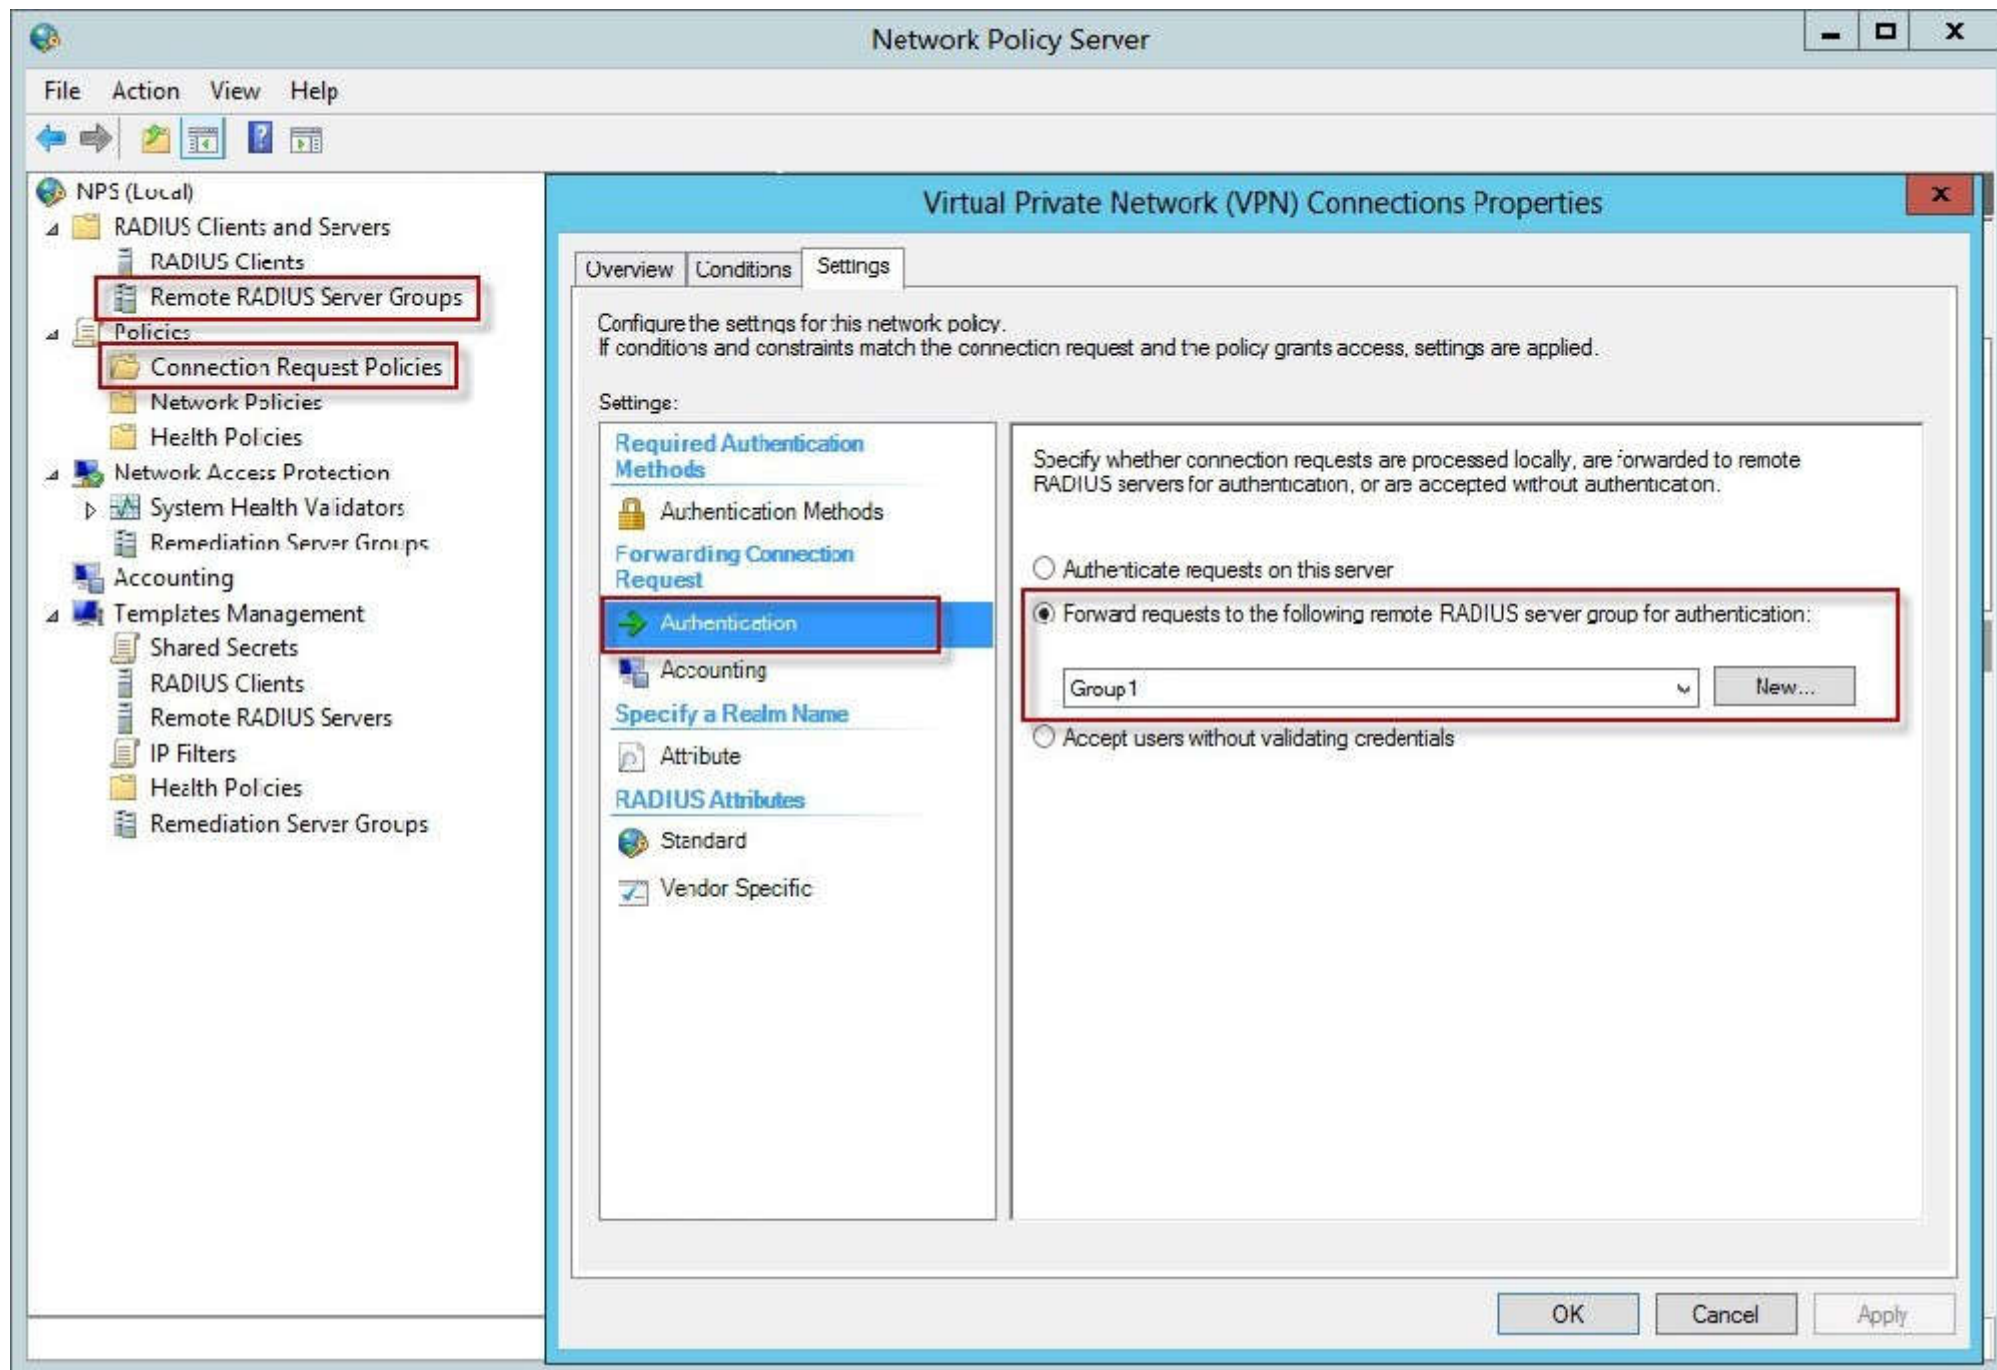 Network Policy Server
File Action View Help
NPS (Local)
RADIUS Clients and Servers
RADIUS Clients
Remote RADIUS Server Groups
Policies
Connection Request Policies
Network Policies
Health Policies
Network Access Protection
System Health Validators
Remediation Server Groups
Accounting
Templates Management
Shared Secrets
RADIUS Clients
Remote RADIUS Servers
IP Filters
Health Policies
Remediation Server Groups
Virtual Private Network (VPN) Connections Properties
Overview Conditions Settings
Configure the settings for this network policy.
If conditions and constraints match the connection request and the policy grants access, settings are applied.
Settings:
Required Authentication
Methods
Authentication Methods
Forwarding Connection
Request
Authentication
Accounting
Specify a Realm Name
Attribute
RADIUS Attributes
Standard
Vendor Specific
Specify whether connection requests are processed locally, are forwarded to remote
RADIUS servers for authentication, or are accepted without authentication.
Authenticate requests on this server
Forward requests to the following remote RADIUS server group for authentication:
Group1
New...
Accept users without validating credentials
OK Cancel Apply